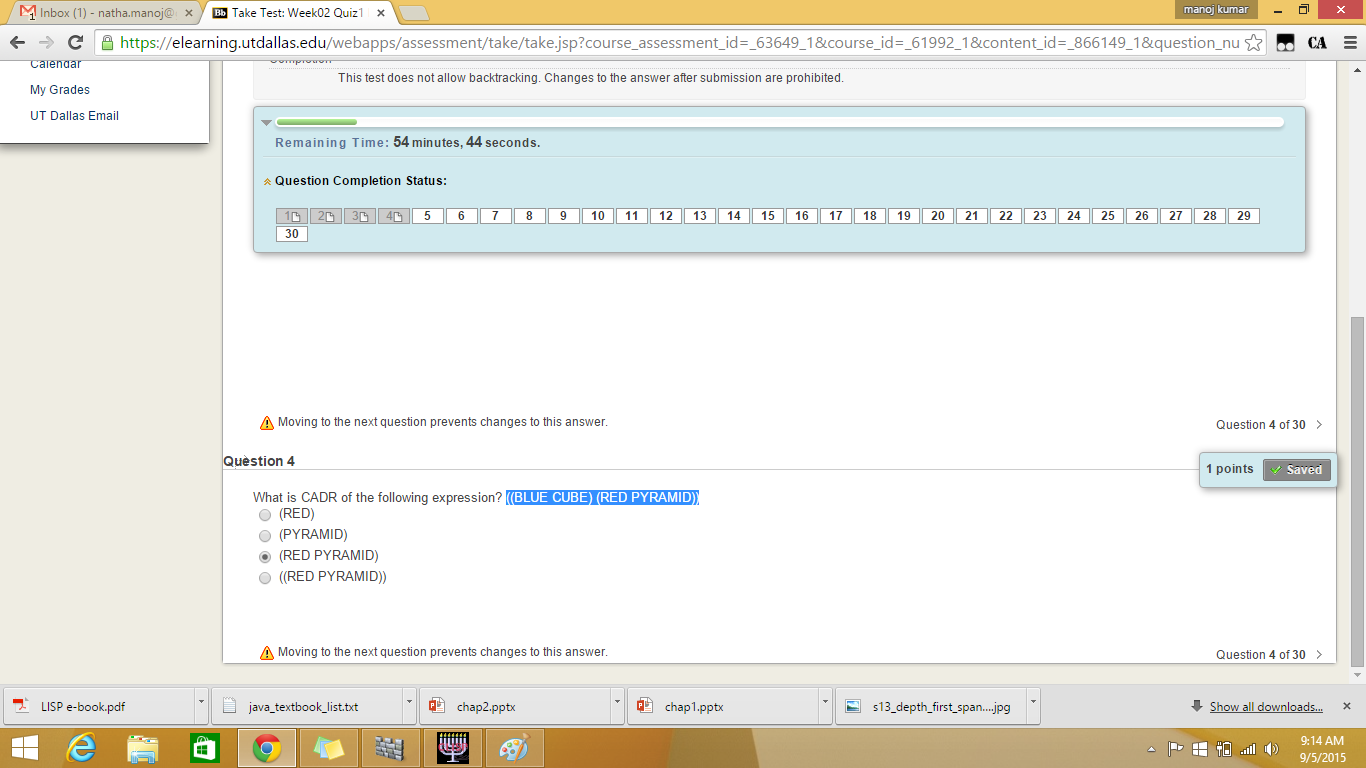 Inbox (1) - natha.manoj@
Take Test: Week02 Quiz1
manoj kumar
https://elearning.utdallas.edu/webapps/assessment/take/take.jsp?course_assessment_id=_63649_1&course_id=_61992_1&content_id=_866149_1&question_nu
CA
Calendar
My Grades
UT Dallas Email
Completion
This test does not allow backtracking. Changes to the answer after submission are prohibited.
Remaining Time: 54 minutes, 44 seconds.
Question Completion Status:
1 2 3 4 5 6 7 8 9 10 11 12 13 14 15 16 17 18 19 20 21 22 23 24 25 26 27 28 29
30
Moving to the next question prevents changes to this answer.
Question 4 of 30
Question 4
1 points
Saved
What is CADR of the following expression? ((BLUE CUBE) (RED PYRAMID))
(RED)
(PYRAMID)
(RED PYRAMID)
((RED PYRAMID))
Moving to the next question prevents changes to this answer.
Question 4 of 30
LISP e-book.pdf
java_textbook_list.txt
chap2.pptx
chap1.pptx
s13_depth_first_span....jpg
Show all downloads...
9:14 AM
9/5/2015